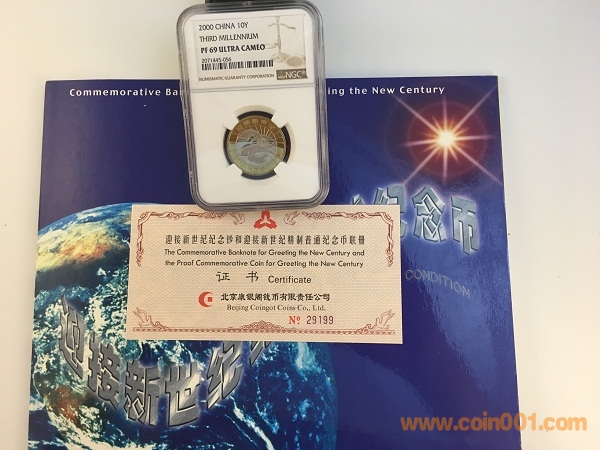 2000 CHINA 10Y
THIRD MILLENNIUM
PF 69 ULTRA CAMEO
2071445-056
NUMISMATIC GUARANTY CORPORATION
NGC
Commemorative Ban
eting the New Century
纪念币
CONDITION
迎接新世纪纪念钞和迎接新世纪精制普通纪念币联册
The Commemorative Banknote for Greeting the New Century and
the Proof Commemorative Coin for Greeting the New Century
证 书 Certificate
北京康银阁钱币有限责任公司
Beijing Coingot Coins Co., Ltd.
№ 29199
迎接新世纪
www.coin001.com